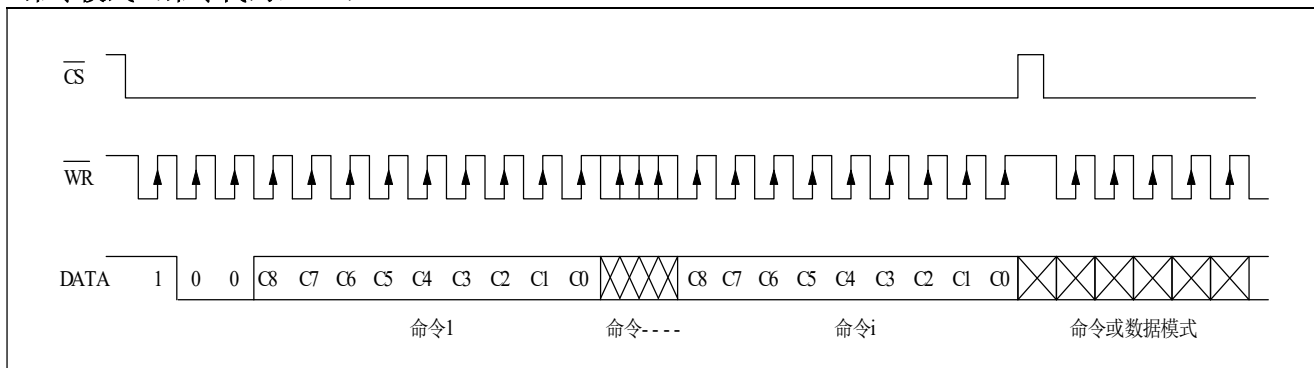 CS
WR
DATA 1 0 0 C8 C7 C6 C5 C4 C3 C2 C1 C0 C8 C7 C6 C5 C4 C3 C2 C1 C0
命令1 命令---- 命令i 命令或数据模式